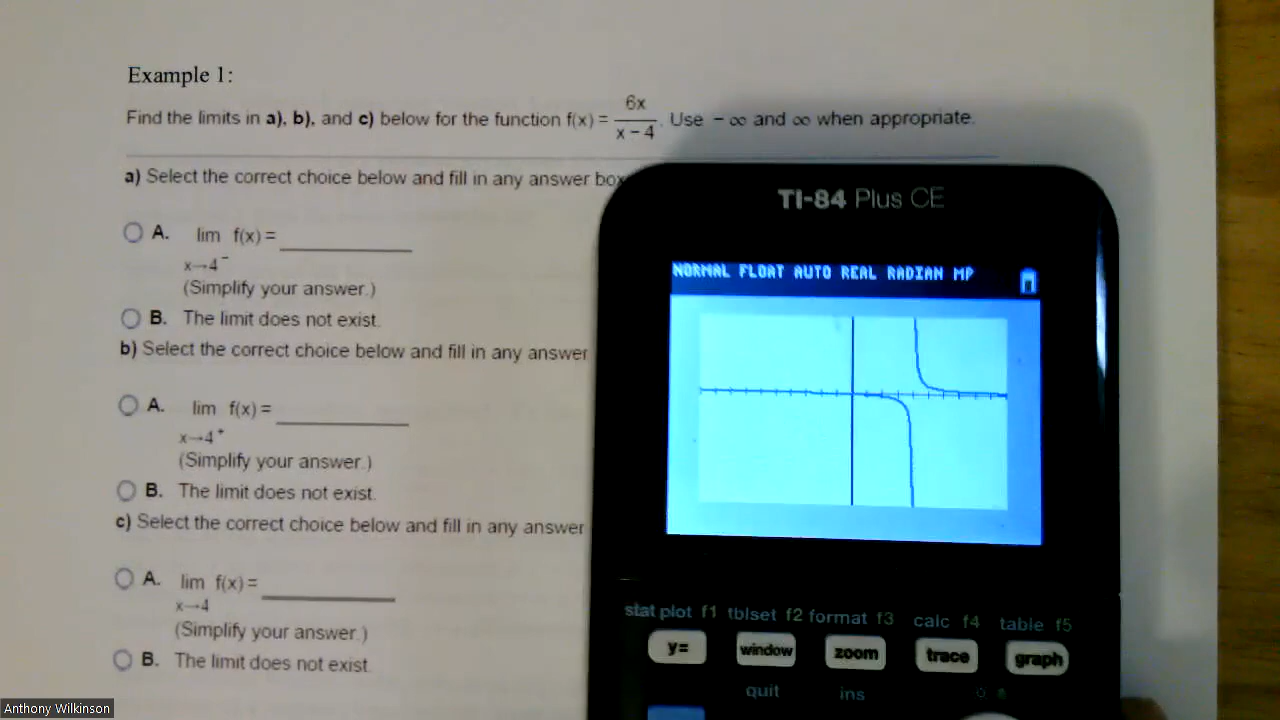 Example 1:
Find the limits in a), b), and c) below for the function f(x) = 6x / x − 4. Use − ∞ and ∞ when appropriate.
a) Select the correct choice below and fill in any answer box
A. lim f(x) =
x→4⁻
(Simplify your answer.)
B. The limit does not exist.
b) Select the correct choice below and fill in any answer
A. lim f(x) =
x→4⁺
(Simplify your answer.)
B. The limit does not exist.
c) Select the correct choice below and fill in any answer
A. lim f(x) =
x→4
(Simplify your answer.)
B. The limit does not exist.
TI-84 Plus CE
NORMAL FLOAT AUTO REAL RADIAN MP
stat plot f1 tblset f2 format f3 calc f4 table f5
y= window zoom trace graph
quit ins
Anthony Wilkinson